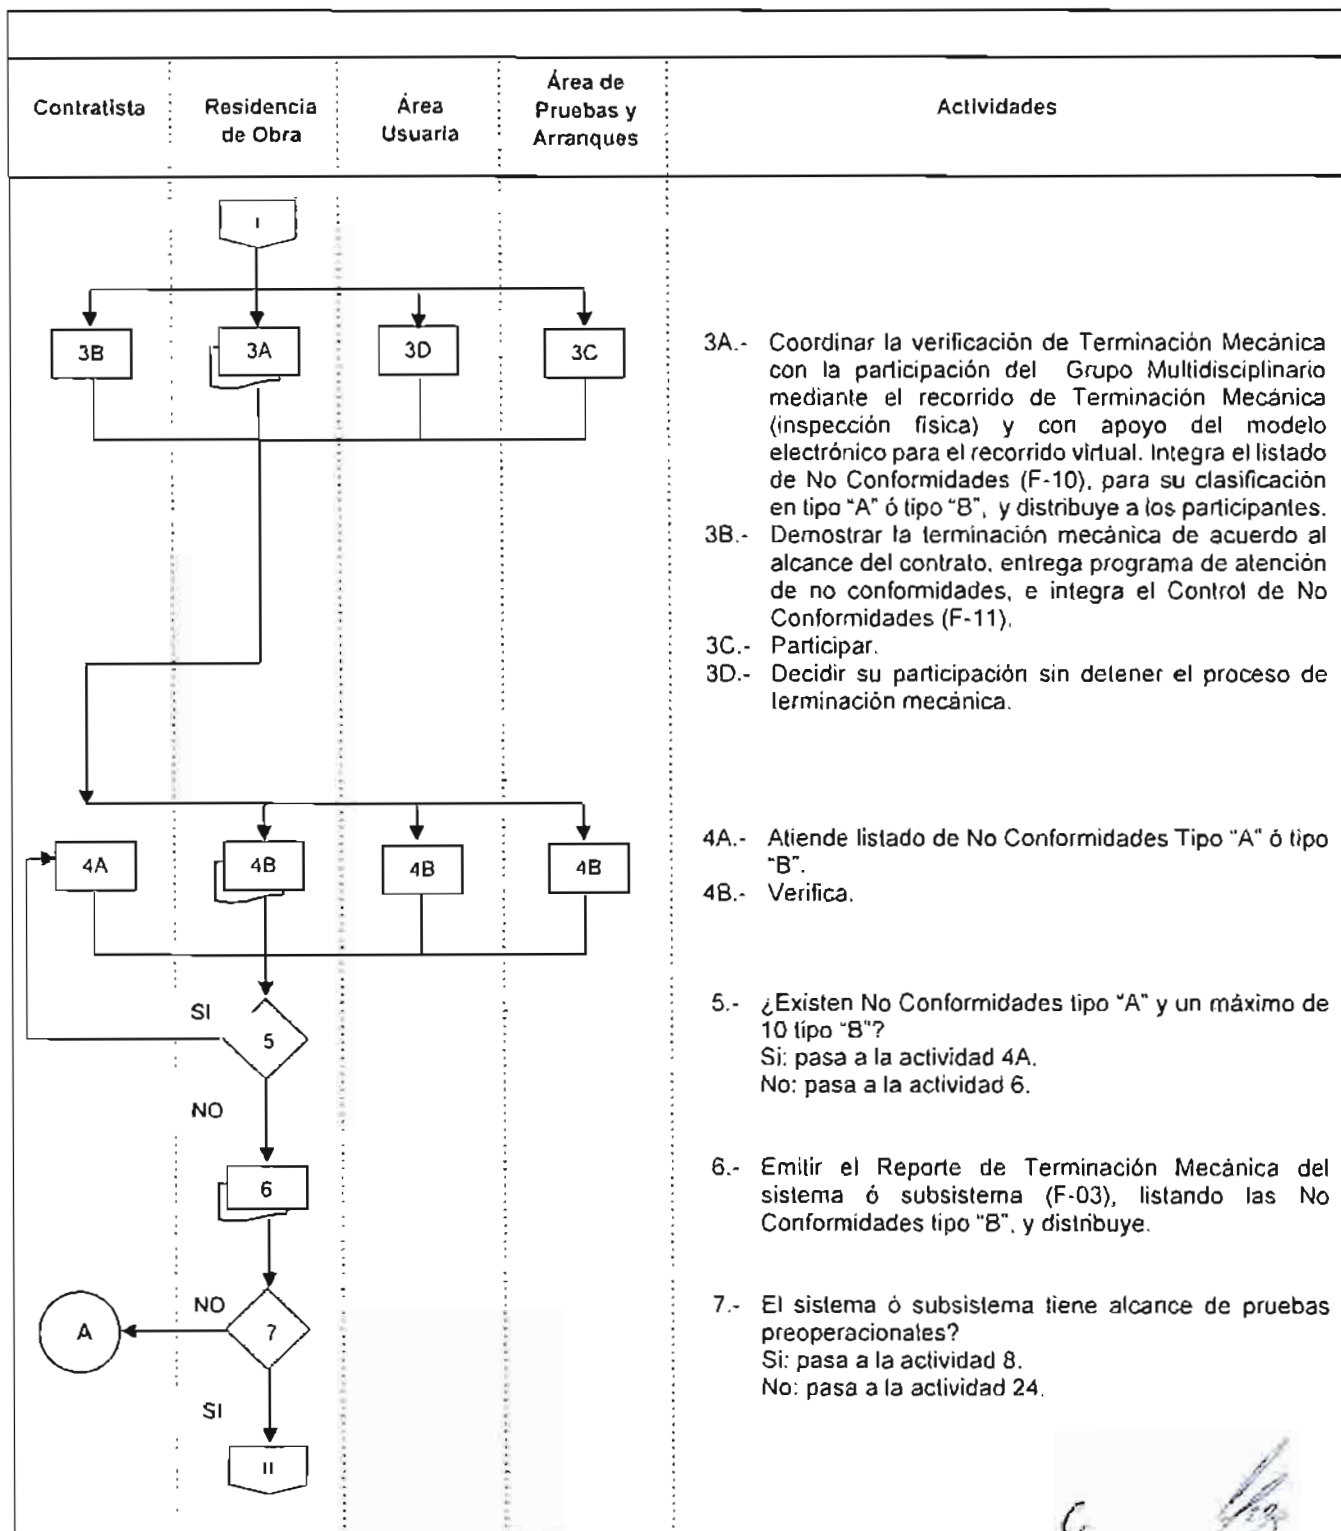 Contratista
Residencia
de Obra
Área
Usuaria
Área de
Pruebas y
Arranques
Actividades
I
3B
3A
3D
3C
3A.- Coordinar la verificación de Terminación Mecánica
con la participación del Grupo Multidisciplinario
mediante el recorrido de Terminación Mecánica
(inspección física) y con apoyo del modelo
electrónico para el recorrido virtual. Integra el listado
de No Conformidades (F-10), para su clasificación
en tipo "A" ó tipo "B", y distribuye a los participantes.
3B.- Demostrar la terminación mecánica de acuerdo al
alcance del contrato, entrega programa de atención
de no conformidades, e integra el Control de No
Conformidades (F-11).
3C.- Participar.
3D.- Decidir su participación sin detener el proceso de
terminación mecánica.
4A
4B
4B
4B
4A.- Atiende listado de No Conformidades Tipo "A" ó tipo
"B".
4B.- Verifica.
SI
5
NO
5.- ¿Existen No Conformidades tipo "A" y un máximo de
10 tipo "B"?
Si: pasa a la actividad 4A.
No: pasa a la actividad 6.
6
6.- Emitir el Reporte de Terminación Mecánica del
sistema ó subsistema (F-03), listando las No
Conformidades tipo "B", y distribuye.
A
NO
7
SI
7.- El sistema ó subsistema tiene alcance de pruebas
preoperacionales?
Si: pasa a la actividad 8.
No: pasa a la actividad 24.
II